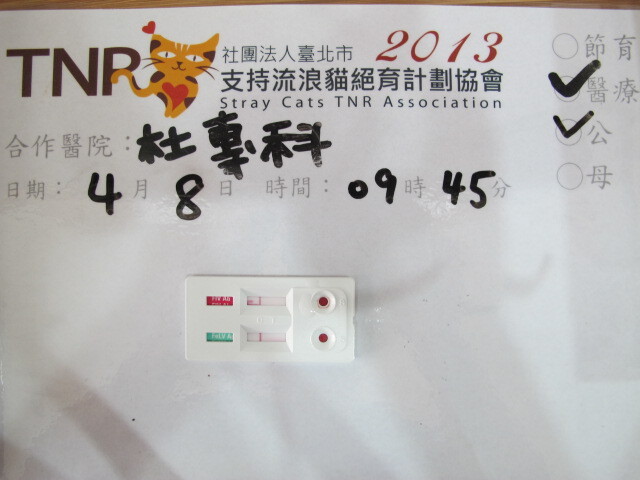 TNR 社團法人臺北市 2013
支持流浪貓絕育計劃協會
Stray Cats TNR Association
節育
醫療
公
母
合作醫院：杜專科
日期：4月8日 時間：09時45分
FIV Ab